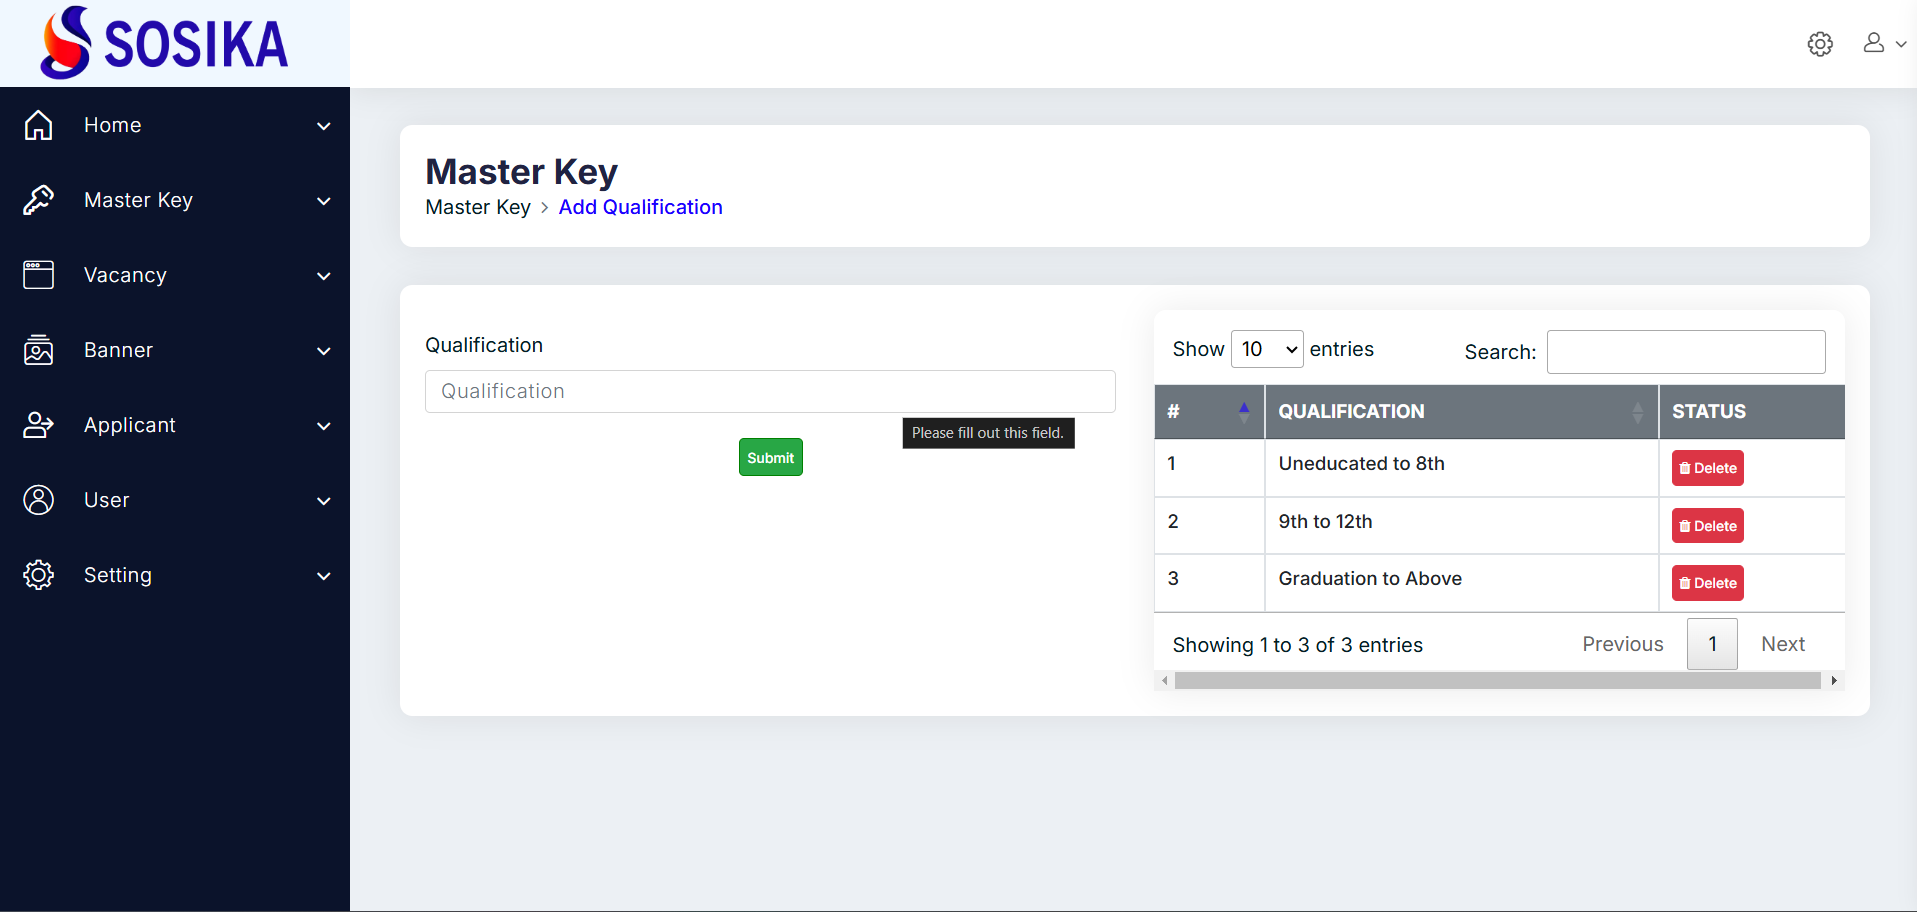 SOSIKA
Home
Master Key
Vacancy
Banner
Applicant
User
Setting
Master Key
Master Key > Add Qualification
Qualification
Qualification
Please fill out this field.
Submit
Show 10 entries Search:
# QUALIFICATION STATUS
1 Uneducated to 8th Delete
2 9th to 12th Delete
3 Graduation to Above Delete
Showing 1 to 3 of 3 entries Previous 1 Next